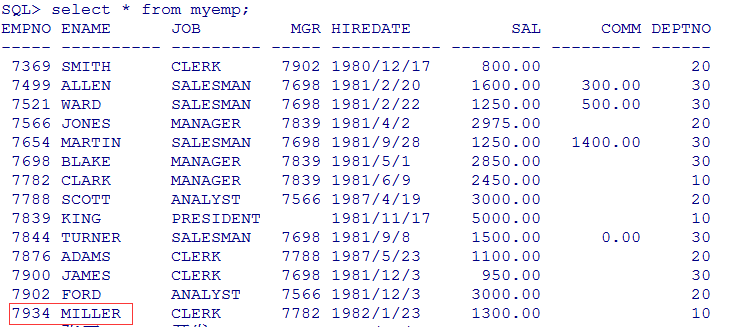 SQL> select * from myemp;
EMPNO ENAME      JOB         MGR HIREDATE          SAL      COMM DEPTNO
----- ---------- --------- ----- ----------- --------- --------- ------
 7369 SMITH      CLERK      7902 1980/12/17     800.00               20
 7499 ALLEN      SALESMAN   7698 1981/2/20     1600.00    300.00     30
 7521 WARD       SALESMAN   7698 1981/2/22     1250.00    500.00     30
 7566 JONES      MANAGER    7839 1981/4/2      2975.00               20
 7654 MARTIN     SALESMAN   7698 1981/9/28     1250.00   1400.00     30
 7698 BLAKE      MANAGER    7839 1981/5/1      2850.00               30
 7782 CLARK      MANAGER    7839 1981/6/9      2450.00               10
 7788 SCOTT      ANALYST    7566 1987/4/19     3000.00               20
 7839 KING       PRESIDENT       1981/11/17    5000.00               10
 7844 TURNER     SALESMAN   7698 1981/9/8      1500.00      0.00     30
 7876 ADAMS      CLERK      7788 1987/5/23     1100.00               20
 7900 JAMES      CLERK      7698 1981/12/3      950.00               30
 7902 FORD       ANALYST    7566 1981/12/3     3000.00               20
 7934 MILLER     CLERK      7782 1982/1/23     1300.00               10